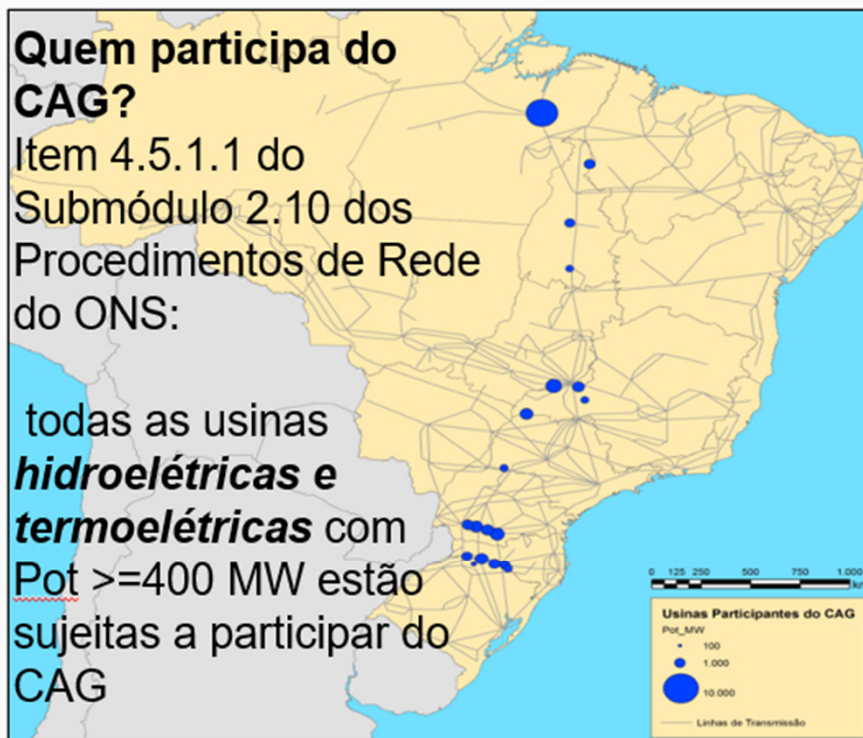 Quem participa do
CAG?
Item 4.5.1.1 do
Submódulo 2.10 dos
Procedimentos de Rede
do ONS:
todas as usinas
hidroelétricas e
termoelétricas com
Pot >=400 MW estão
sujeitas a participar do
CAG
0 125 250 500 750 1.000
km
Usinas Participantes do CAG
Pot_MW
100
1.000
10.000
Linhas de Transmissão